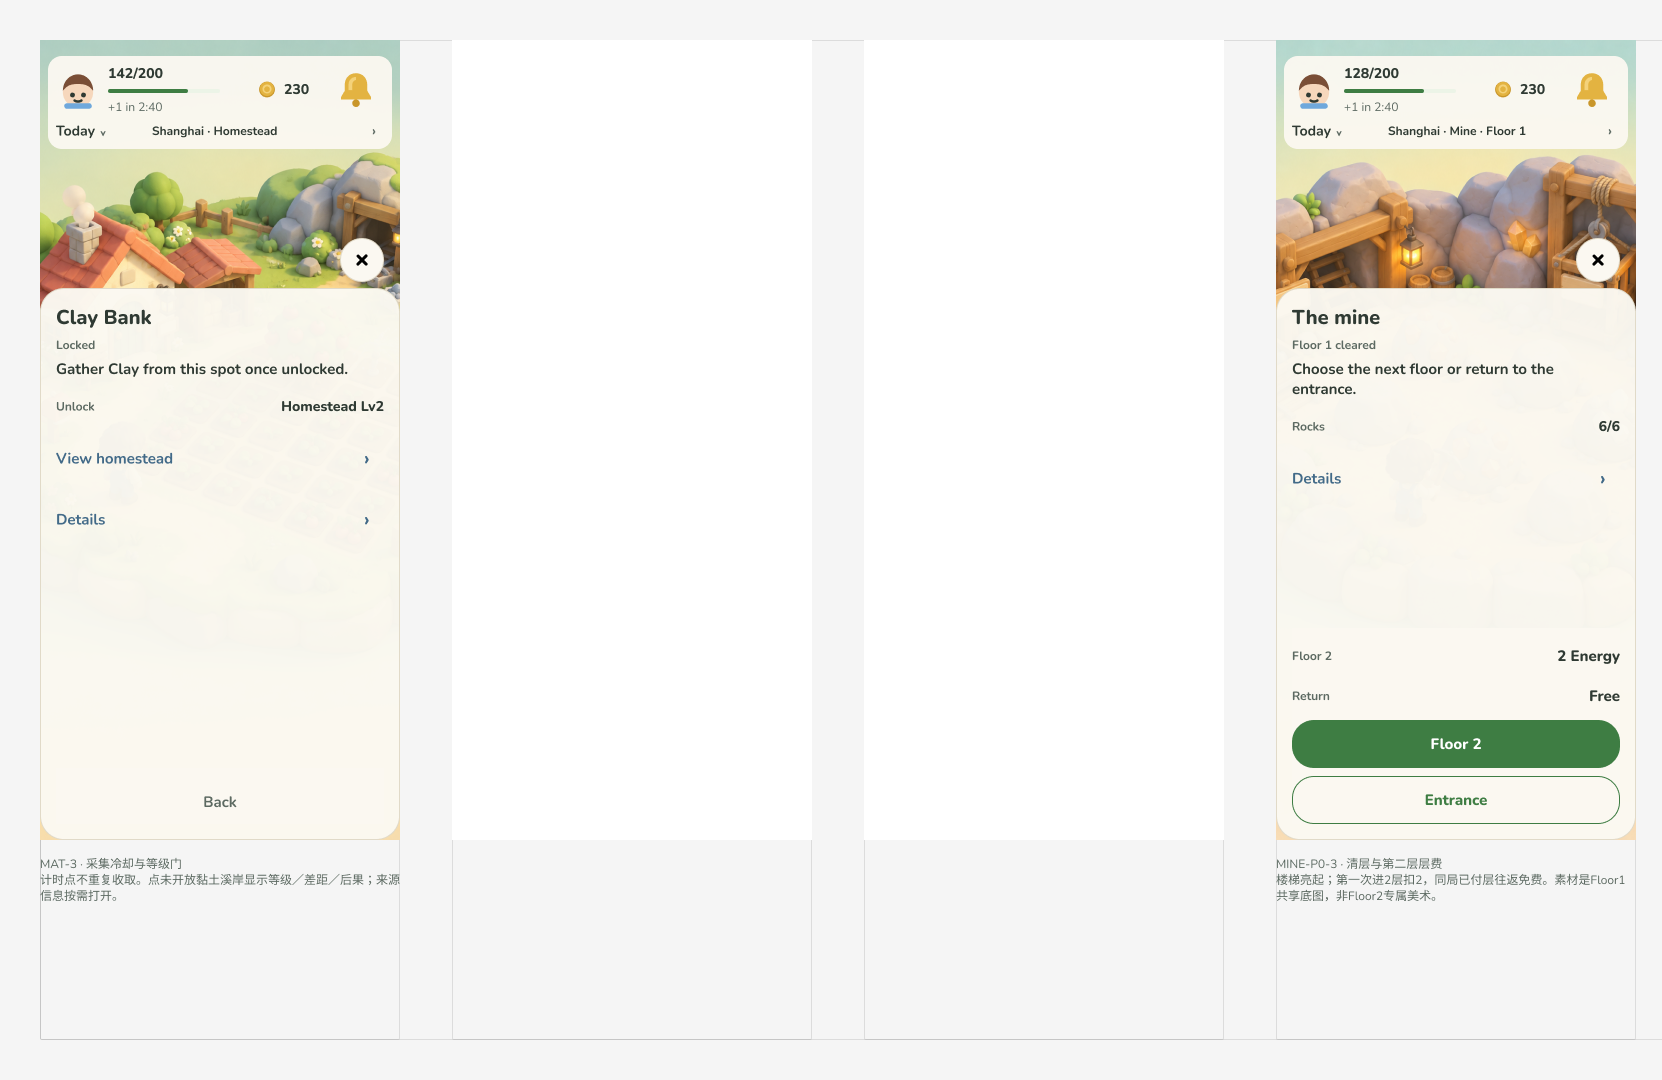 142/200
230
+1 in 2:40
Today ˅
Shanghai · Homestead ›
Clay Bank
Locked
Gather Clay from this spot once unlocked.
Unlock Homestead Lv2
View homestead ›
Details ›
Back
MAT-3 · 采集冷却与等级门
计时点不重复收取。点未开放黏土溪岸显示等级／差距／后果；来源
信息按需打开。
128/200
230
+1 in 2:40
Today ˅
Shanghai · Mine · Floor 1 ›
The mine
Floor 1 cleared
Choose the next floor or return to the
entrance.
Rocks 6/6
Details ›
Floor 2 2 Energy
Return Free
Floor 2
Entrance
MINE-P0-3 · 清层与第二层层费
楼梯亮起；第一次进2层扣2，同局已付层往返免费。素材是Floor1
共享底图，非Floor2专属美术。